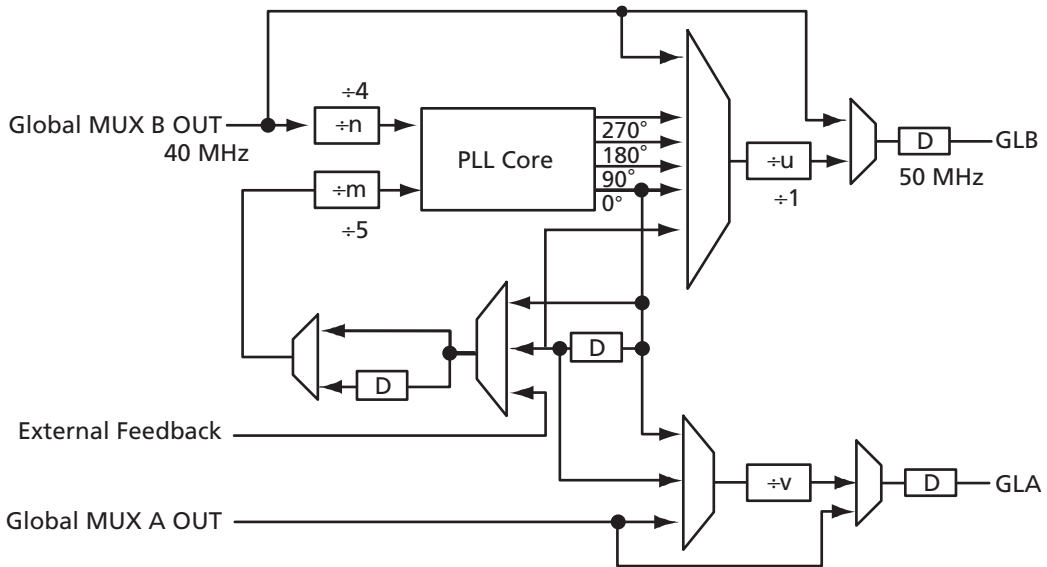 ÷4
Global MUX B OUT
÷n
40 MHz
PLL Core
270°
180°
90°
0°
÷m
÷5
÷u
÷1
D
GLB
50 MHz
D
D
External Feedback
÷v
D
GLA
Global MUX A OUT